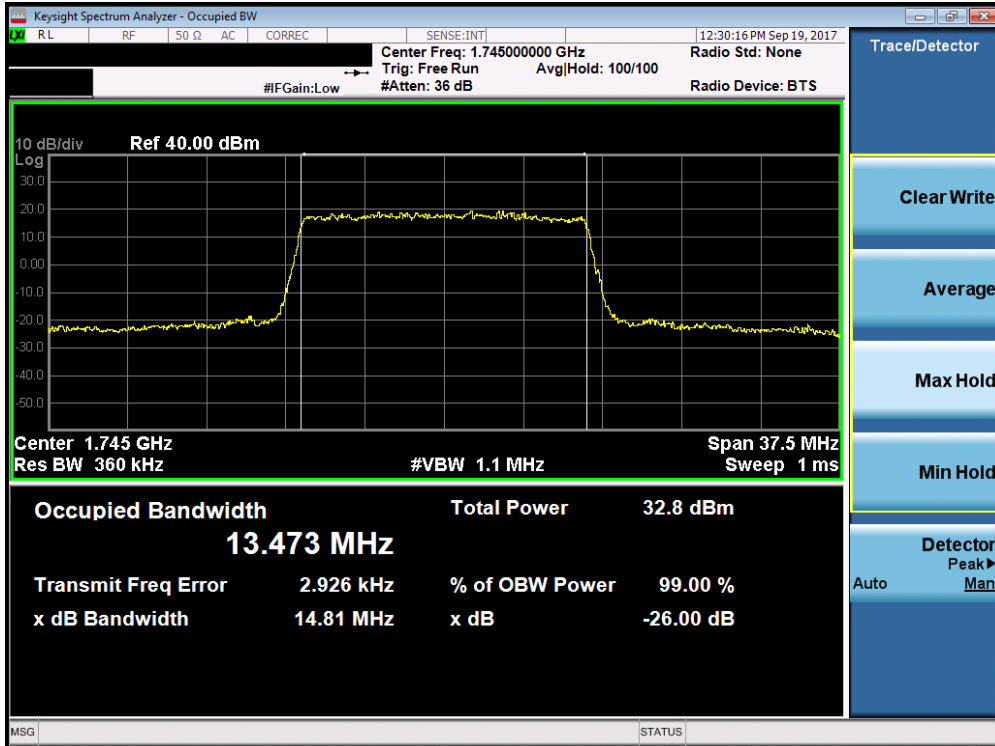 Keysight Spectrum Analyzer - Occupied BW
LXI RL RF 50 Ω AC CORREC SENSE:INT 12:30:16 PM Sep 19, 2017
Center Freq: 1.745000000 GHz Radio Std: None
Trig: Free Run Avg|Hold: 100/100
#IFGain:Low #Atten: 36 dB Radio Device: BTS
10 dB/div Ref 40.00 dBm
Log
30.0
20.0
10.0
0.00
-10.0
-20.0
-30.0
-40.0
-50.0
Center 1.745 GHz Span 37.5 MHz
Res BW 360 kHz #VBW 1.1 MHz Sweep 1 ms
Occupied Bandwidth Total Power 32.8 dBm
13.473 MHz
Transmit Freq Error 2.926 kHz % of OBW Power 99.00 %
x dB Bandwidth 14.81 MHz x dB -26.00 dB
MSG STATUS
Trace/Detector
Clear Write
Average
Max Hold
Min Hold
Detector
Peak▶
Auto Man